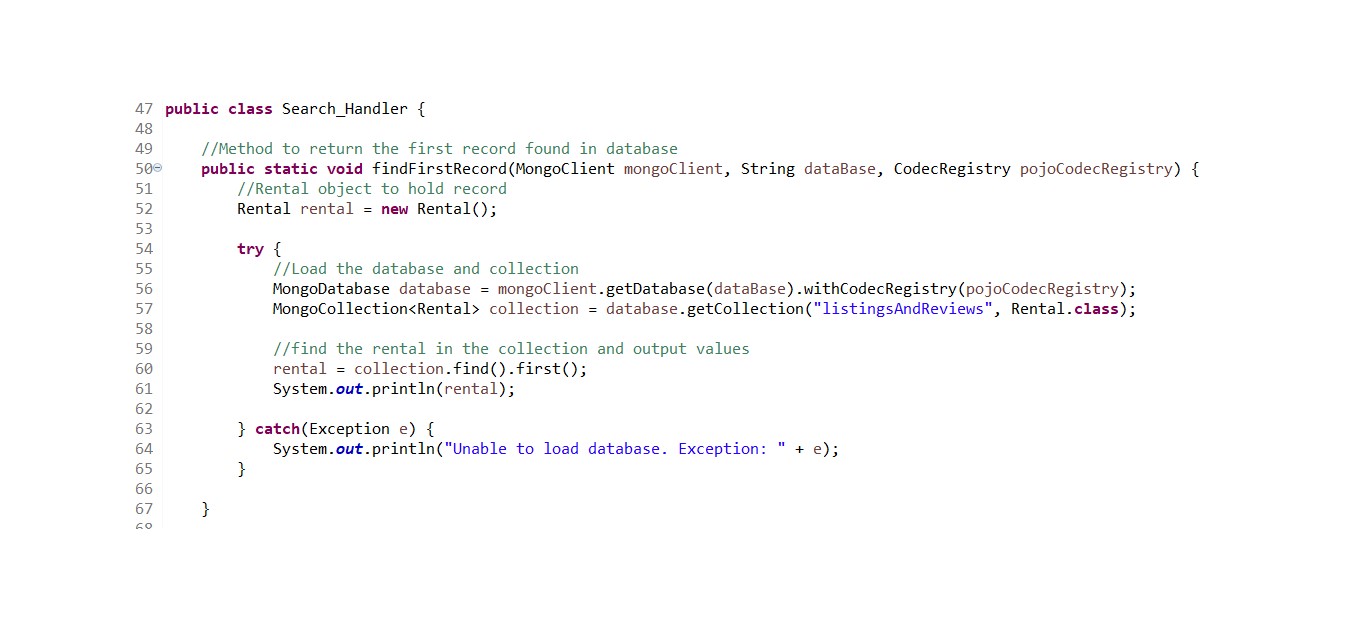 47 public class Search_Handler {
48
49 //Method to return the first record found in database
50 public static void findFirstRecord(MongoClient mongoClient, String dataBase, CodecRegistry pojoCodecRegistry) {
51 //Rental object to hold record
52 Rental rental = new Rental();
53
54 try {
55 //Load the database and collection
56 MongoDatabase database = mongoClient.getDatabase(dataBase).withCodecRegistry(pojoCodecRegistry);
57 MongoCollection<Rental> collection = database.getCollection("listingsAndReviews", Rental.class);
58
59 //find the rental in the collection and output values
60 rental = collection.find().first();
61 System.out.println(rental);
62
63 } catch(Exception e) {
64 System.out.println("Unable to load database. Exception: " + e);
65 }
66
67 }
68